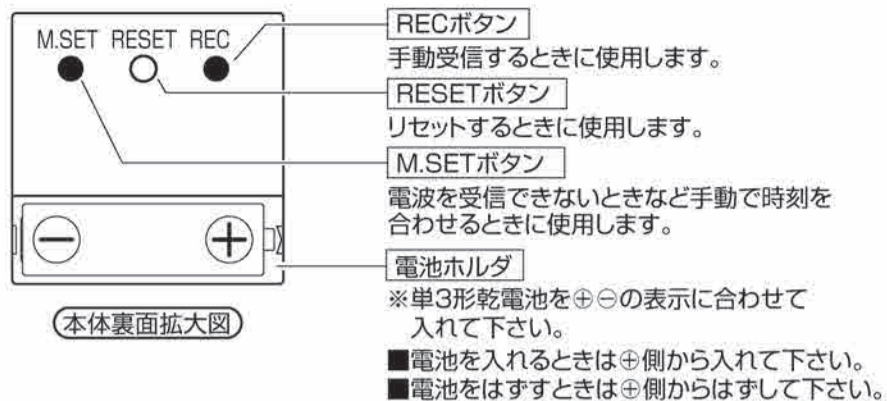 M.SET RESET REC
RECボタン
手動受信するときに使用します。
RESETボタン
リセットするときに使用します。
M.SETボタン
電波を受信できないときなど手動で時刻を
合わせるときに使用します。
電池ホルダ
※単3形乾電池を⊕⊖の表示に合わせて
入れて下さい。
■電池を入れるときは⊕側から入れて下さい。
■電池をはずすときは⊕側からはずして下さい。
⊖ ⊕
本体裏面拡大図